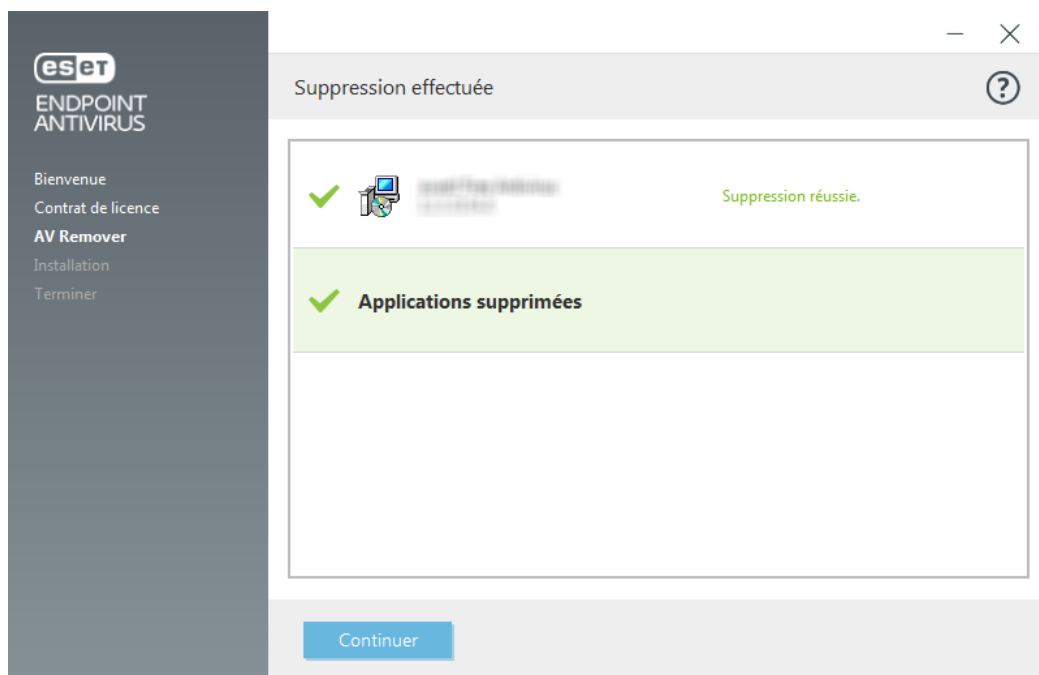 eset
ENDPOINT
ANTIVIRUS
Bienvenue
Contrat de licence
AV Remover
Installation
Terminer
Suppression effectuée
?
Suppression réussie.
Applications supprimées
Continuer